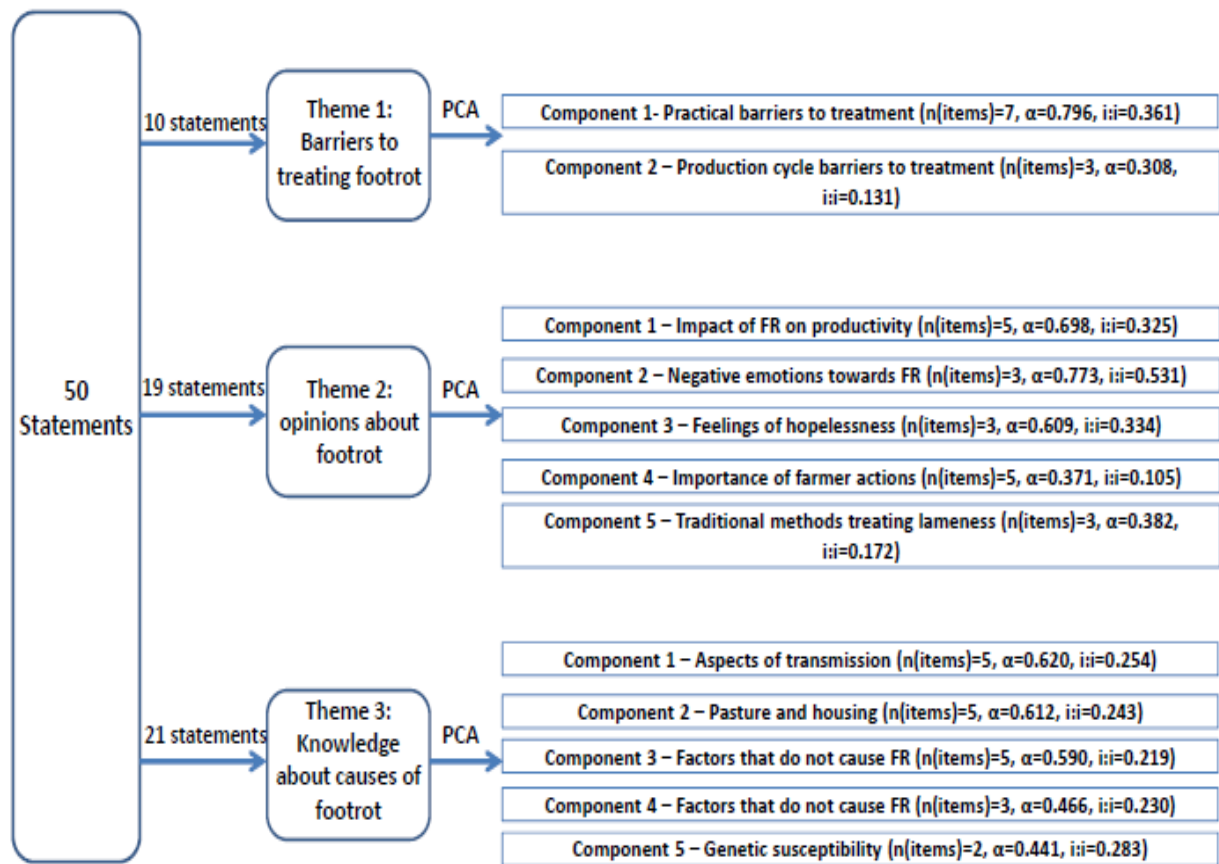 50
Statements
10 statements
Theme 1:
Barriers to
treating footrot
PCA
Component 1- Practical barriers to treatment (n(items)=7, α=0.796, i:i=0.361)
Component 2 – Production cycle barriers to treatment (n(items)=3, α=0.308,
i:i=0.131)
19 statements
Theme 2:
opinions about
footrot
PCA
Component 1 – Impact of FR on productivity (n(items)=5, α=0.698, i:i=0.325)
Component 2 – Negative emotions towards FR (n(items)=3, α=0.773, i:i=0.531)
Component 3 – Feelings of hopelessness (n(items)=3, α=0.609, i:i=0.334)
Component 4 – Importance of farmer actions (n(items)=5, α=0.371, i:i=0.105)
Component 5 – Traditional methods treating lameness (n(items)=3, α=0.382,
i:i=0.172)
21 statements
Theme 3:
Knowledge
about causes of
footrot
PCA
Component 1 – Aspects of transmission (n(items)=5, α=0.620, i:i=0.254)
Component 2 – Pasture and housing (n(items)=5, α=0.612, i:i=0.243)
Component 3 – Factors that do not cause FR (n(items)=5, α=0.590, i:i=0.219)
Component 4 – Factors that do not cause FR (n(items)=3, α=0.466, i:i=0.230)
Component 5 – Genetic susceptibility (n(items)=2, α=0.441, i:i=0.283)